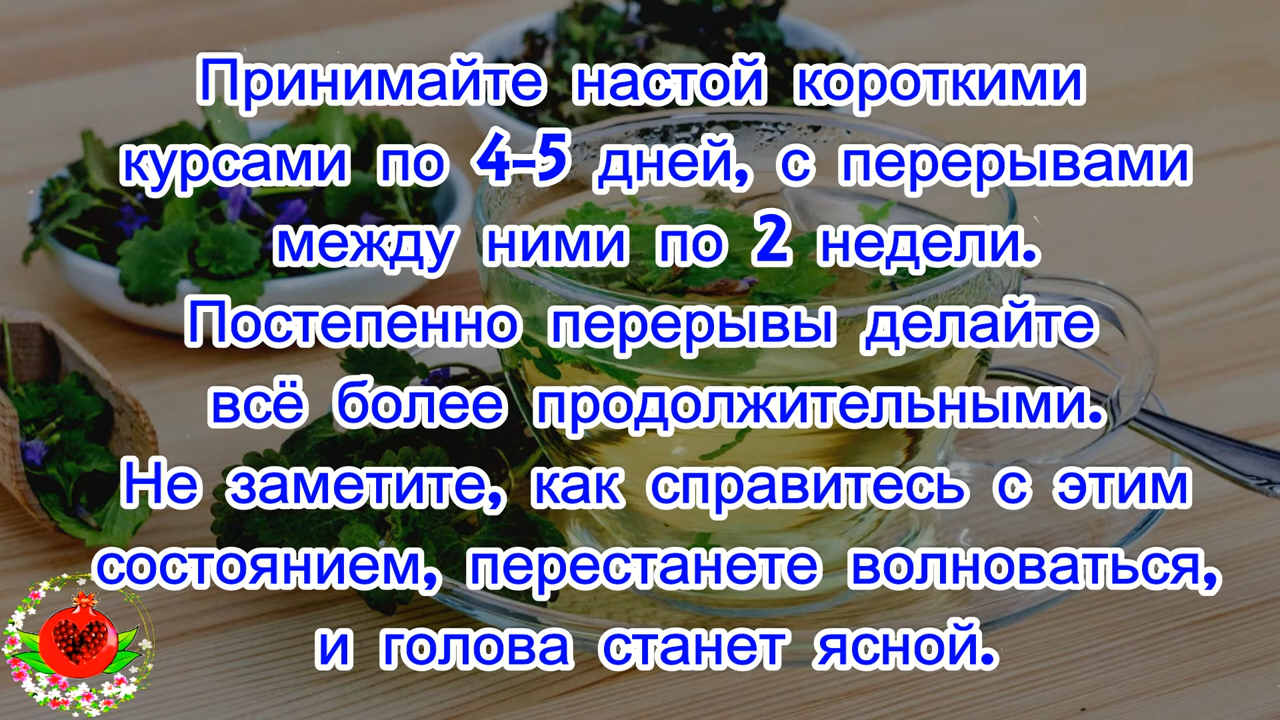 Принимайте настой короткими
курсами по 4-5 дней, с перерывами
между ними по 2 недели.
Постепенно перерывы делайте
всё более продолжительными.
Не заметите, как справитесь с этим
состоянием, перестанете волноваться,
и голова станет ясной.